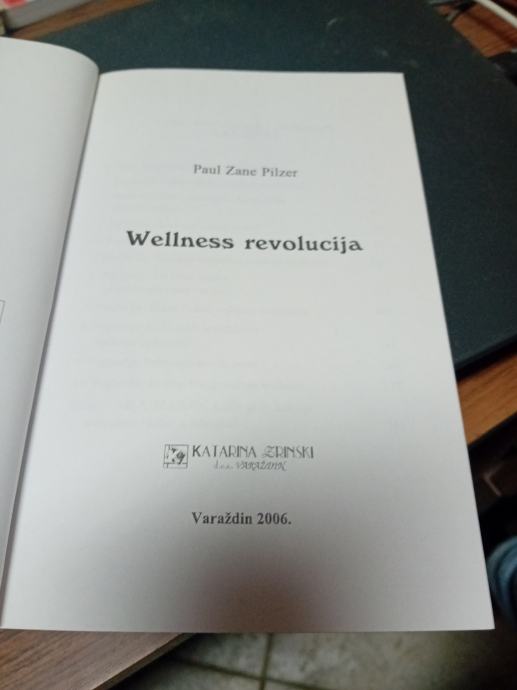 Paul Zane Pilzer
Wellness revolucija
KATARINA ZRINSKI
d.o.o. VARAŽDIN
Varaždin 2006.